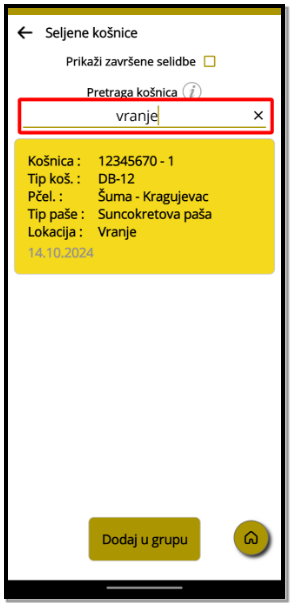 Seljene košnice
Prikaži završene selidbe
Pretraga košnica i
vranje ×
Košnica : 12345670 - 1
Tip koš. : DB-12
Pčel. : Šuma - Kragujevac
Tip paše : Suncokretova paša
Lokacija : Vranje
14.10.2024
Dodaj u grupu